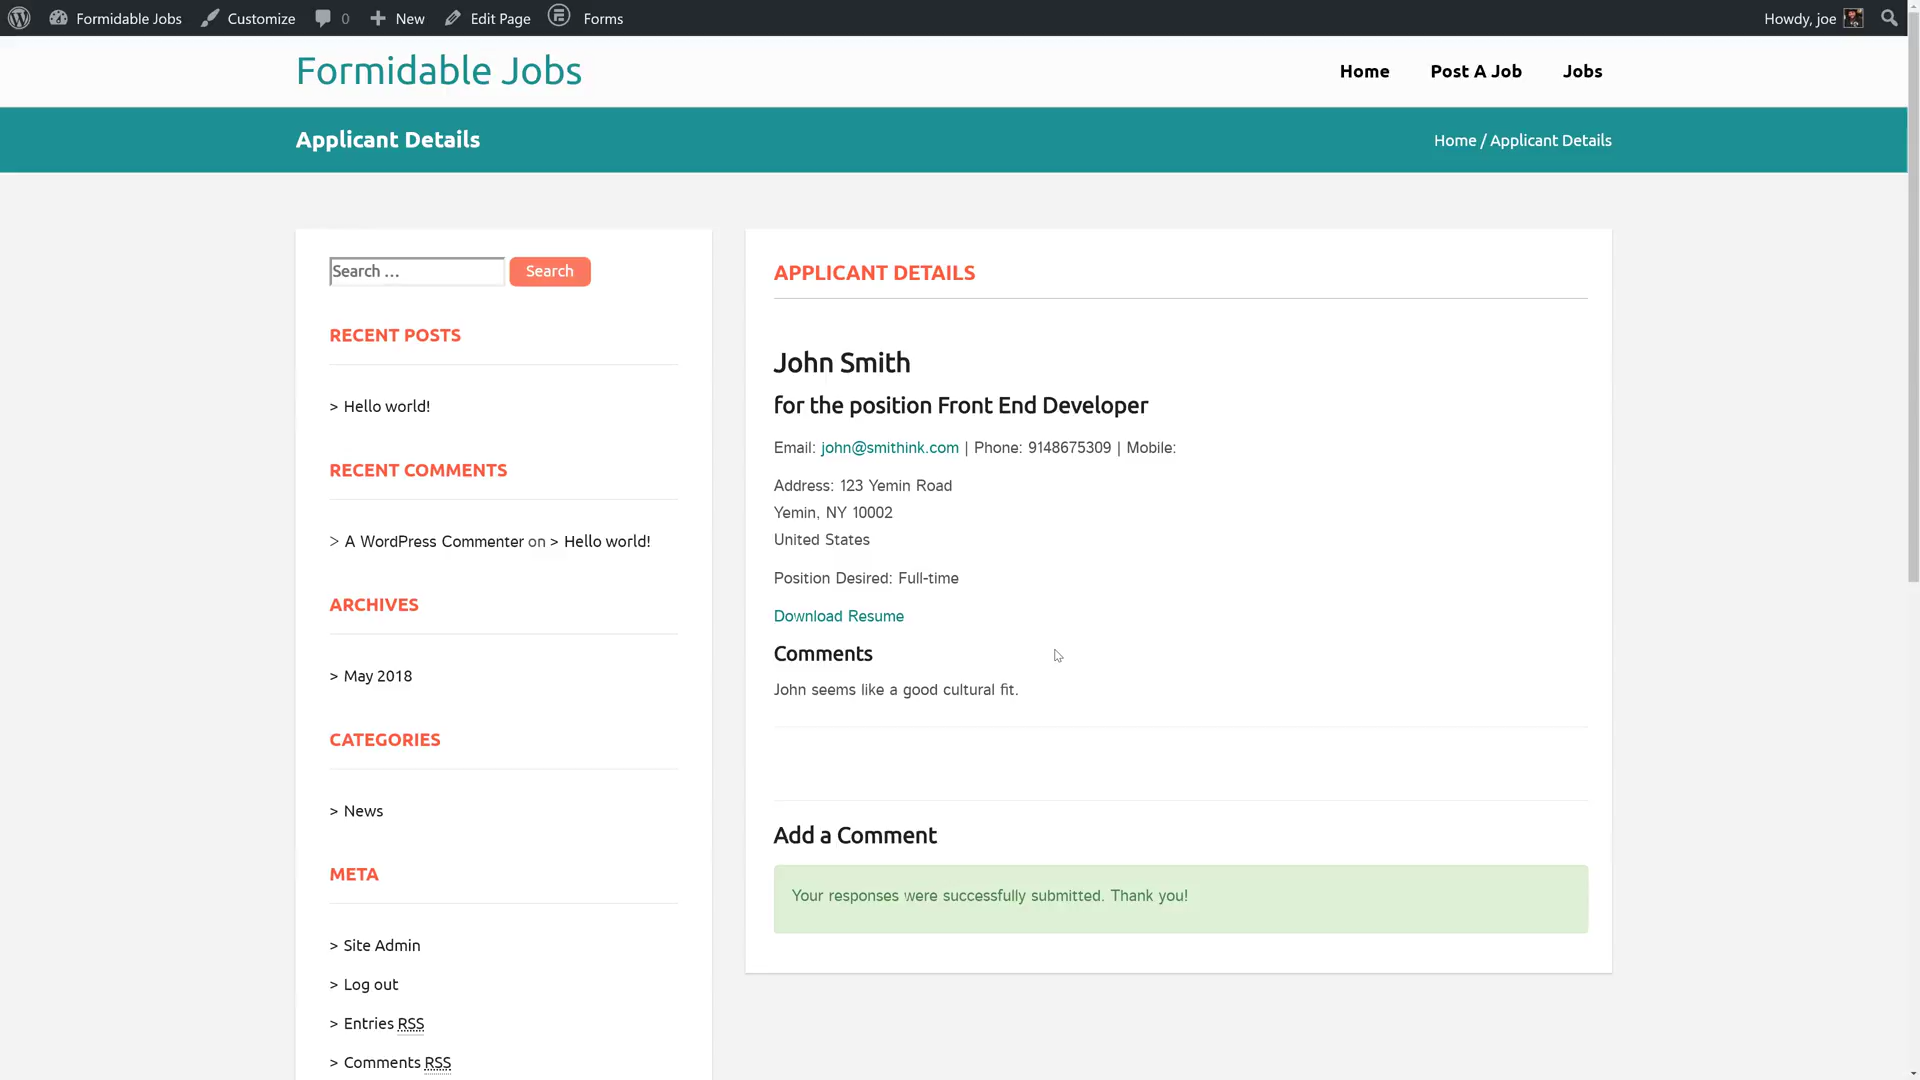 Formidable Jobs Customize 0 New Edit Page Forms Howdy, joe
Formidable Jobs
Home Post A Job Jobs
Applicant Details
Home / Applicant Details
Search ... Search
RECENT POSTS
> Hello world!
RECENT COMMENTS
> A WordPress Commenter on > Hello world!
ARCHIVES
> May 2018
CATEGORIES
> News
META
> Site Admin
> Log out
> Entries RSS
> Comments RSS
APPLICANT DETAILS
John Smith
for the position Front End Developer
Email: john@smithink.com | Phone: 9148675309 | Mobile:
Address: 123 Yemin Road
Yemin, NY 10002
United States
Position Desired: Full-time
Download Resume
Comments
John seems like a good cultural fit.
Add a Comment
Your responses were successfully submitted. Thank you!